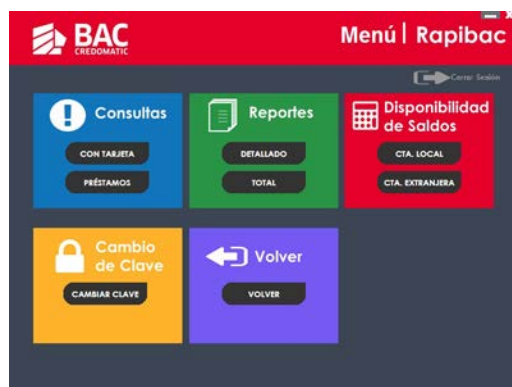 BAC
CREDOMATIC
Menú | Rapibac
Cerrar Sesión
Consultas
CON TARJETA
PRÉSTAMOS
Reportes
DETALLADO
TOTAL
Disponibilidad
de Saldos
CTA. LOCAL
CTA. EXTRANJERA
Cambio
de Clave
CAMBIAR CLAVE
Volver
VOLVER